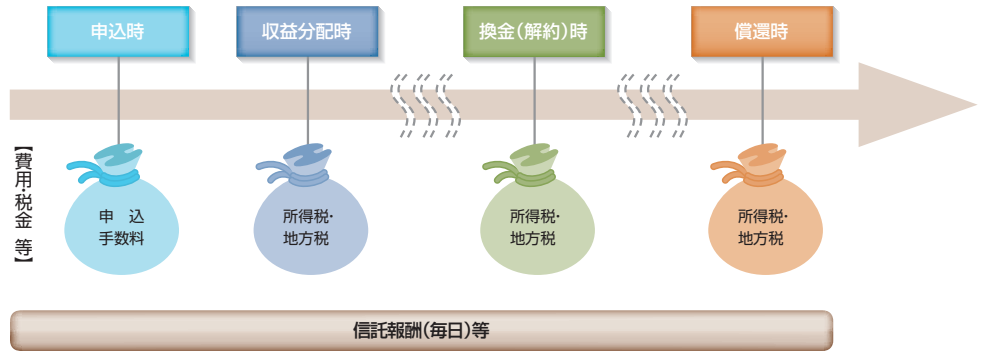 申込時
収益分配時
換金(解約)時
償還時
【費用・税金 等】
申 込
手数料
所得税・
地方税
所得税・
地方税
所得税・
地方税
信託報酬(毎日)等